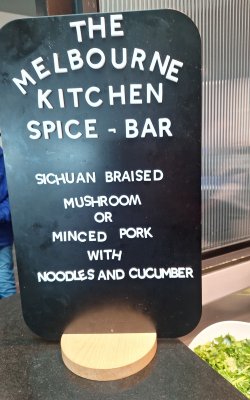 THE
MELBOURNE
KITCHEN
SPICE - BAR
SICHUAN BRAISED
MUSHROOM
OR
MINCED PORK
WITH
NOODLES AND CUCUMBER